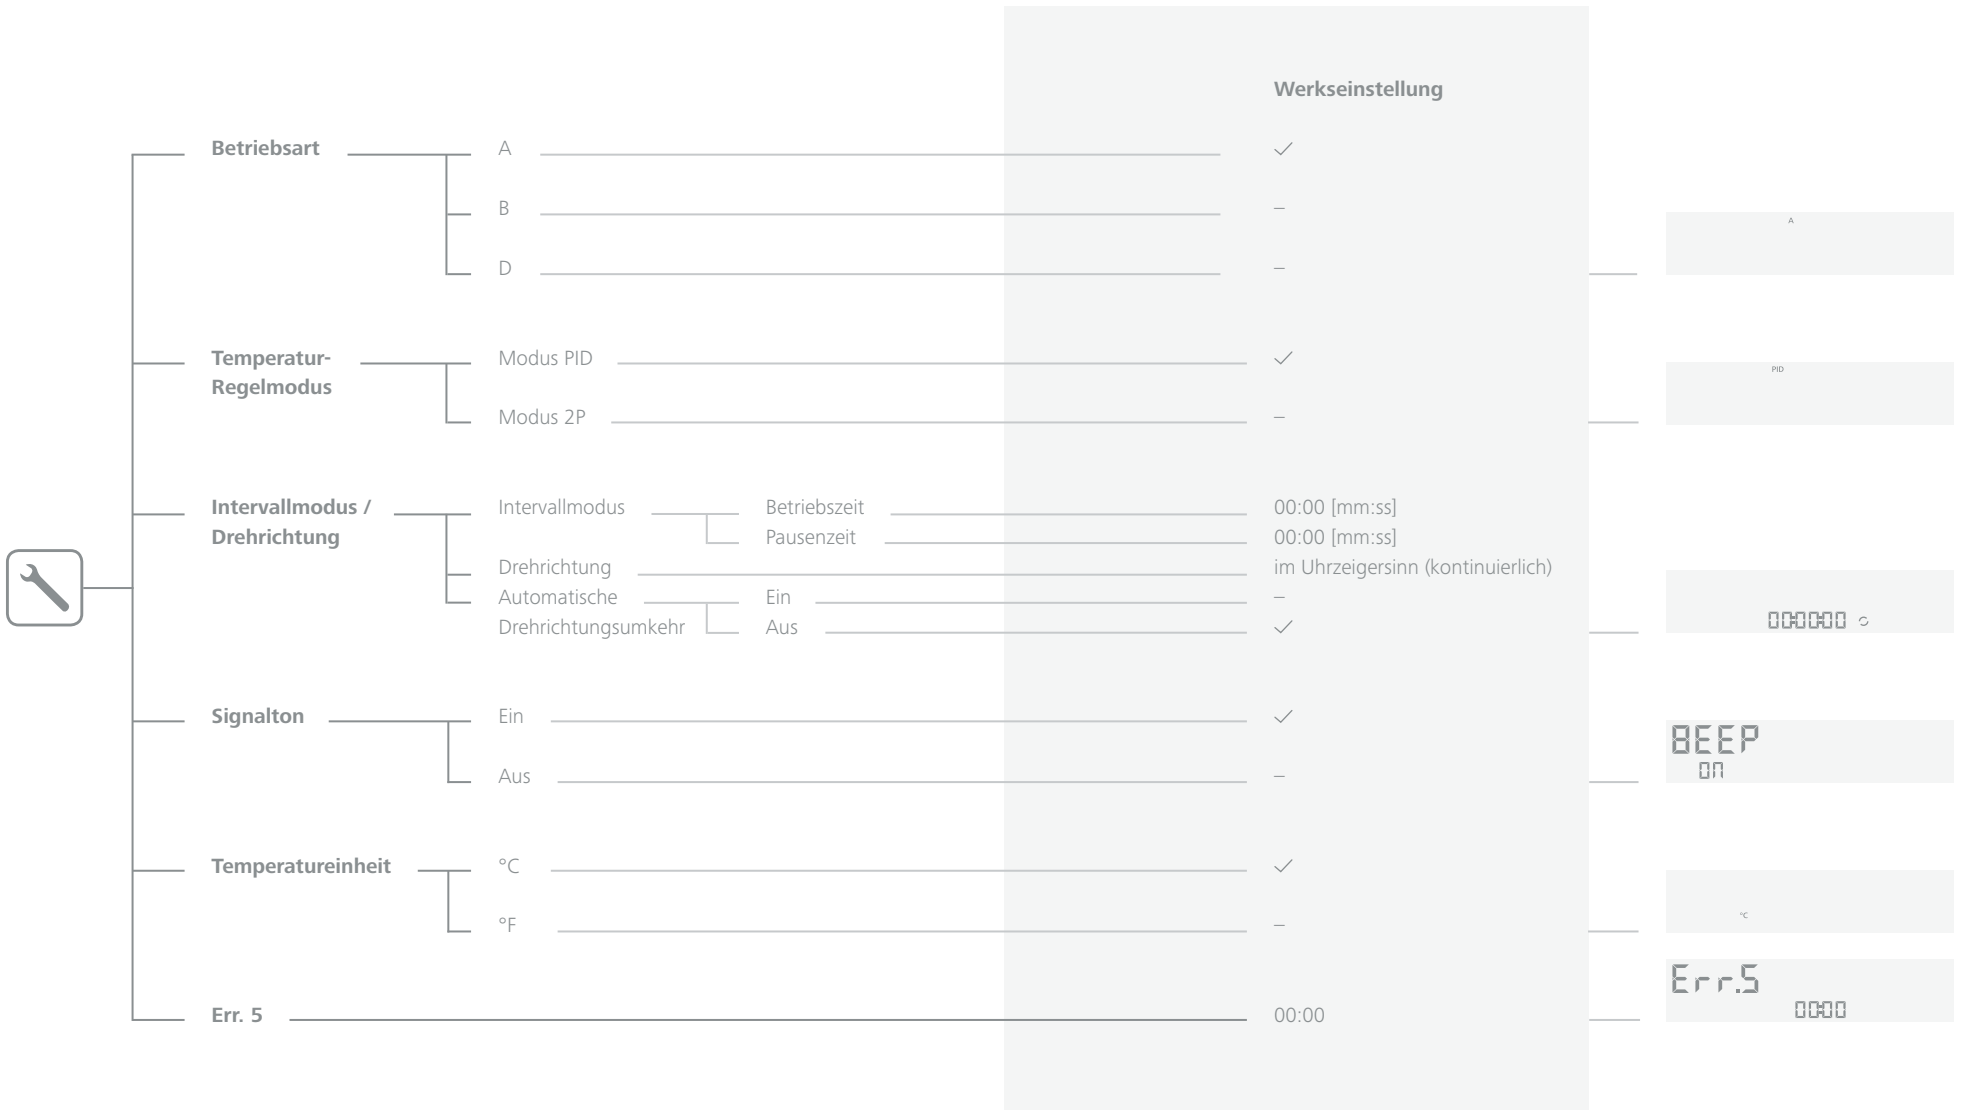 Werkseinstellung
Betriebsart A ✓
B –
D –
A
Temperatur- Modus PID ✓
PID
Regelmodus
Modus 2P –
Intervallmodus / Intervallmodus Betriebszeit 00:00 [mm:ss]
Drehrichtung Pausenzeit 00:00 [mm:ss]
Drehrichtung im Uhrzeigersinn (kontinuierlich)
Automatische Ein –
Drehrichtungsumkehr Aus ✓
00:00:00
Signalton Ein ✓
BEEP
on
Aus –
Temperatureinheit °C ✓
°C
°F –
Err.5
00:00
Err. 5 00:00